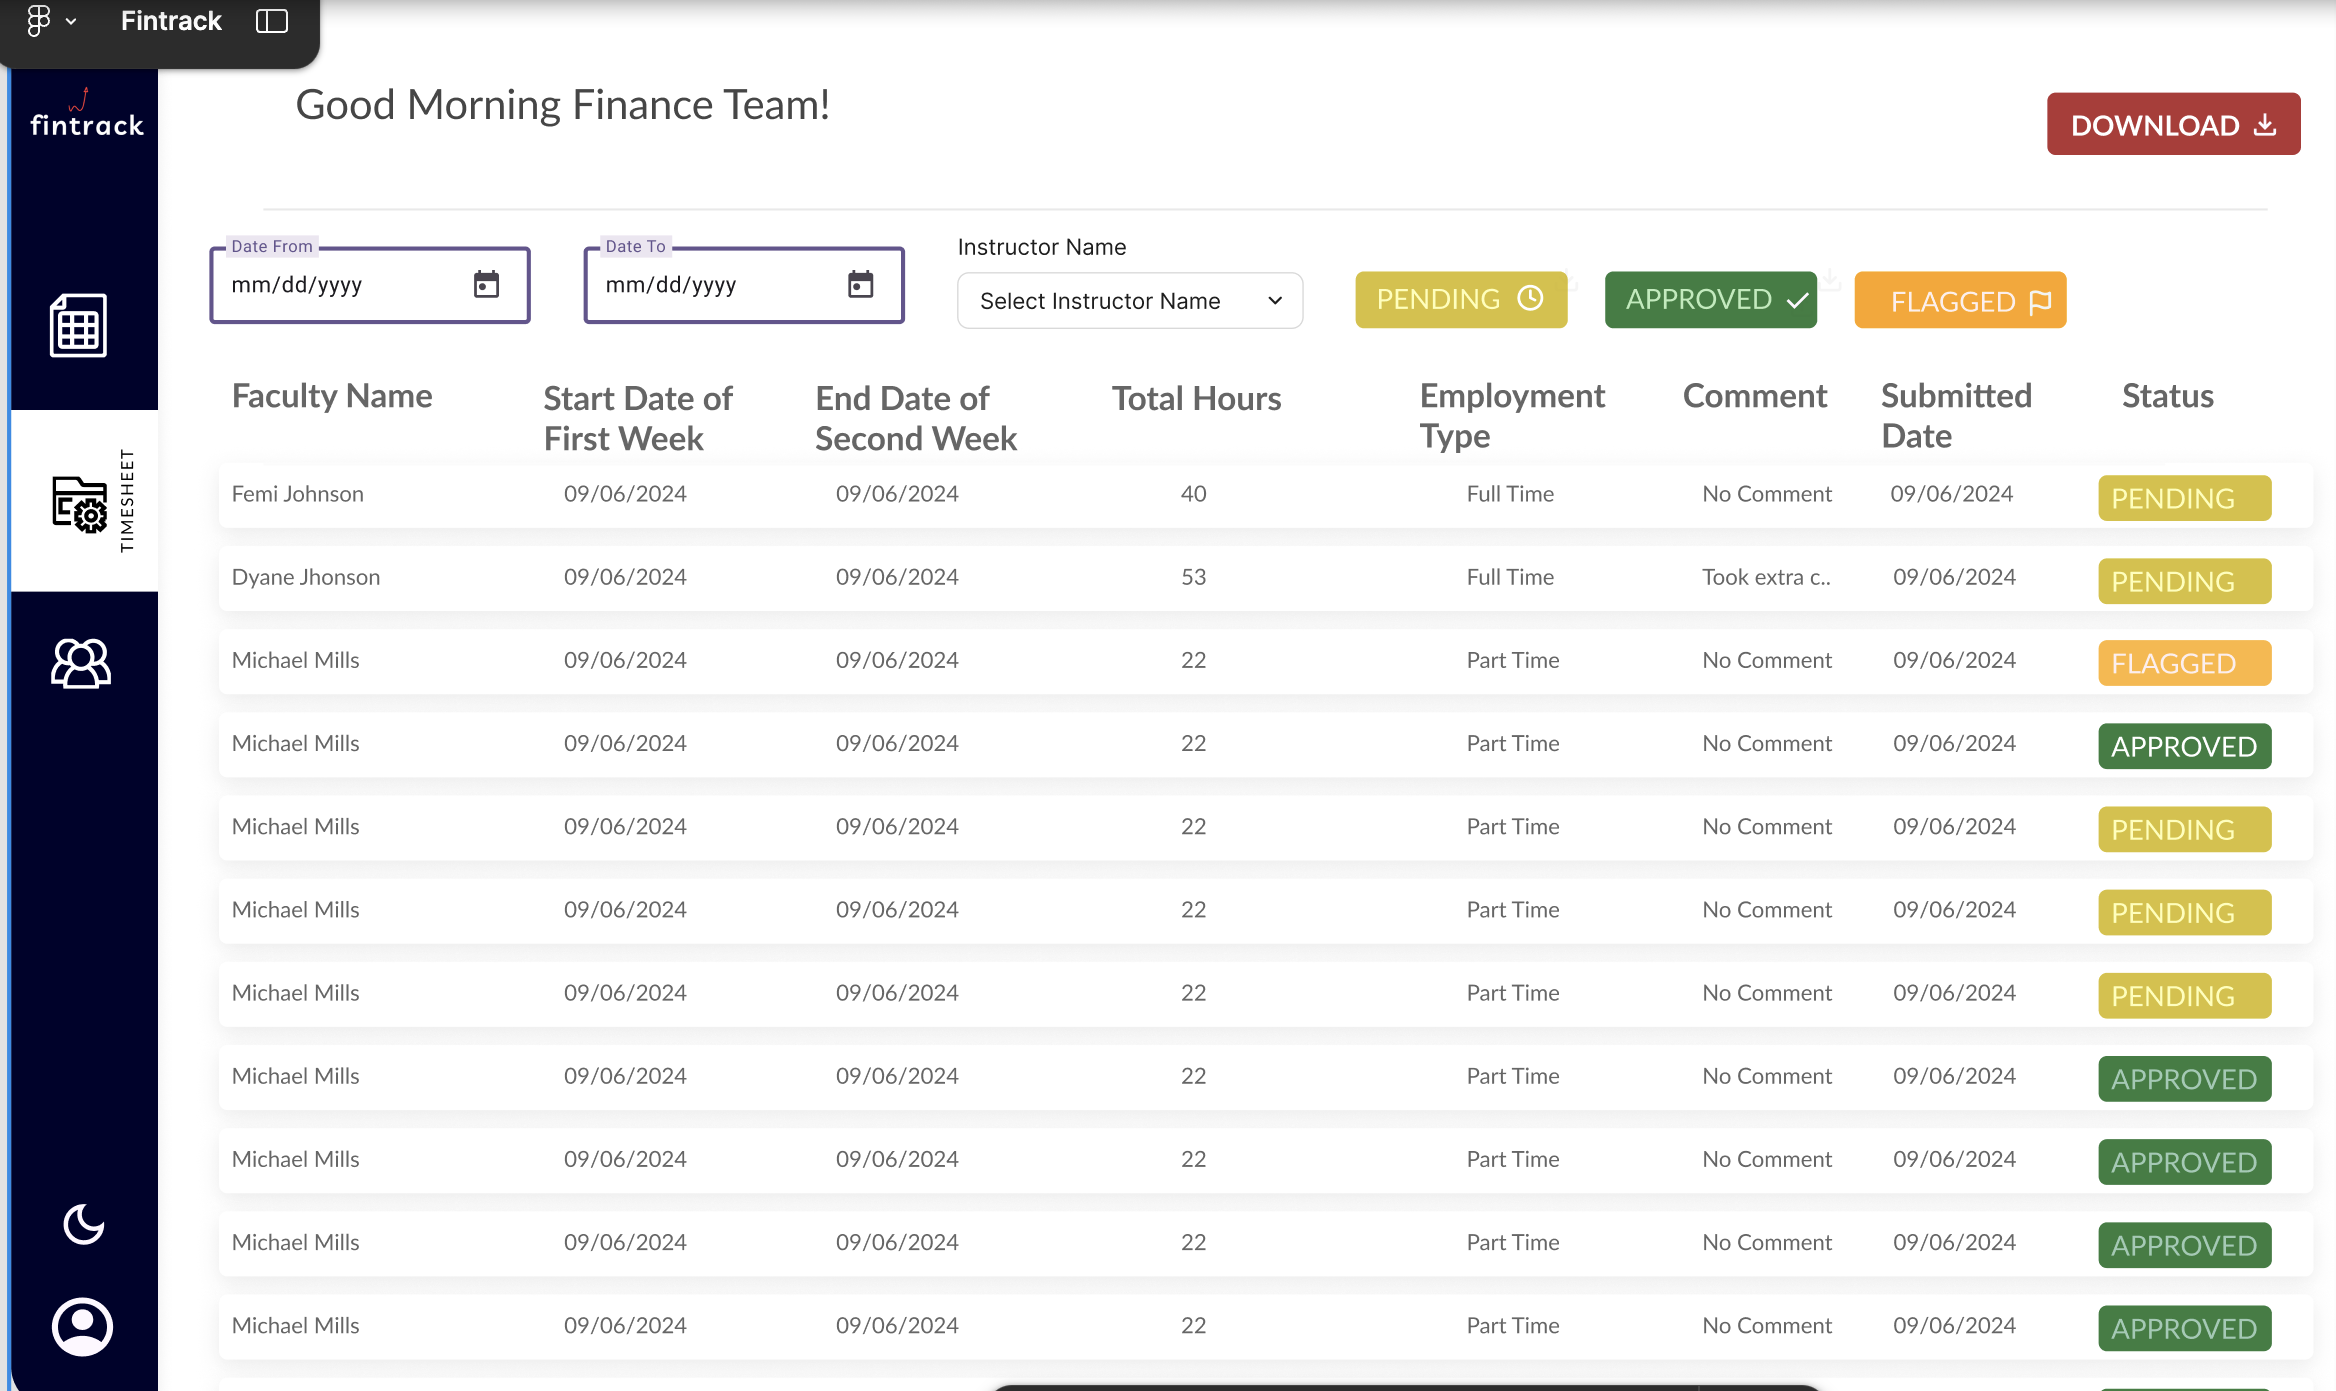 Fintrack
fintrack
Good Morning Finance Team!
DOWNLOAD
Date From
mm/dd/yyyy
Date To
mm/dd/yyyy
Instructor Name
Select Instructor Name
PENDING
APPROVED
FLAGGED
TIMESHEET
Faculty Name
Start Date of
First Week
End Date of
Second Week
Total Hours
Employment
Type
Comment
Submitted
Date
Status
Femi Johnson 09/06/2024 09/06/2024 40 Full Time No Comment 09/06/2024 PENDING
Dyane Jhonson 09/06/2024 09/06/2024 53 Full Time Took extra c.. 09/06/2024 PENDING
Michael Mills 09/06/2024 09/06/2024 22 Part Time No Comment 09/06/2024 FLAGGED
Michael Mills 09/06/2024 09/06/2024 22 Part Time No Comment 09/06/2024 APPROVED
Michael Mills 09/06/2024 09/06/2024 22 Part Time No Comment 09/06/2024 PENDING
Michael Mills 09/06/2024 09/06/2024 22 Part Time No Comment 09/06/2024 PENDING
Michael Mills 09/06/2024 09/06/2024 22 Part Time No Comment 09/06/2024 PENDING
Michael Mills 09/06/2024 09/06/2024 22 Part Time No Comment 09/06/2024 APPROVED
Michael Mills 09/06/2024 09/06/2024 22 Part Time No Comment 09/06/2024 APPROVED
Michael Mills 09/06/2024 09/06/2024 22 Part Time No Comment 09/06/2024 APPROVED
Michael Mills 09/06/2024 09/06/2024 22 Part Time No Comment 09/06/2024 APPROVED